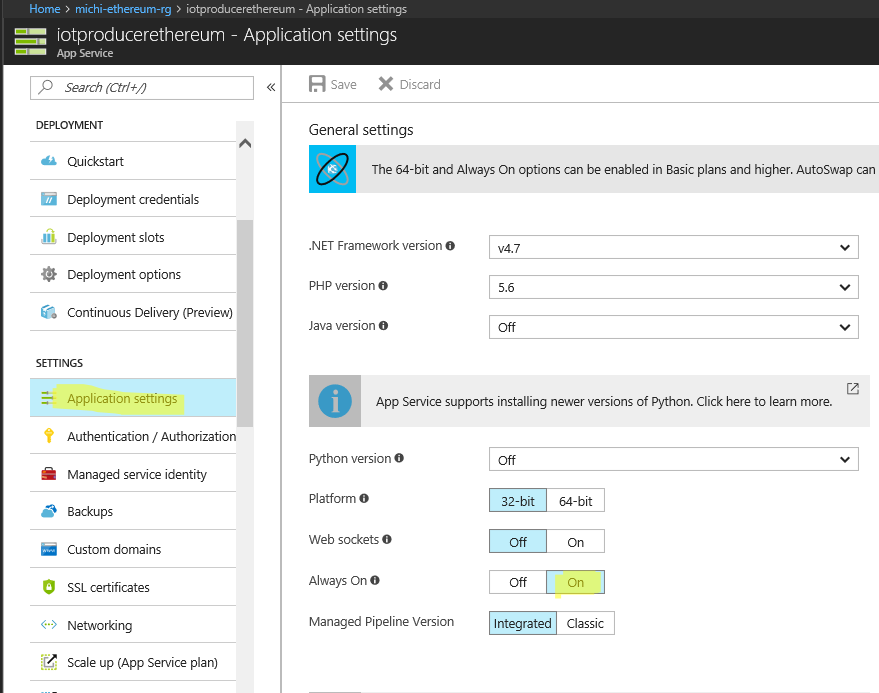 Home > michi-ethereum-rg > iotproducerethereum - Application settings
iotproducerethereum - Application settings
App Service
Search (Ctrl+/)
«
DEPLOYMENT
Quickstart
Deployment credentials
Deployment slots
Deployment options
Continuous Delivery (Preview)
SETTINGS
Application settings
Authentication / Authorization
Managed service identity
Backups
Custom domains
SSL certificates
Networking
Scale up (App Service plan)
Save Discard
General settings
The 64-bit and Always On options can be enabled in Basic plans and higher. AutoSwap can
.NET Framework version v4.7
PHP version 5.6
Java version Off
App Service supports installing newer versions of Python. Click here to learn more.
Python version Off
Platform 32-bit 64-bit
Web sockets Off On
Always On Off On
Managed Pipeline Version Integrated Classic